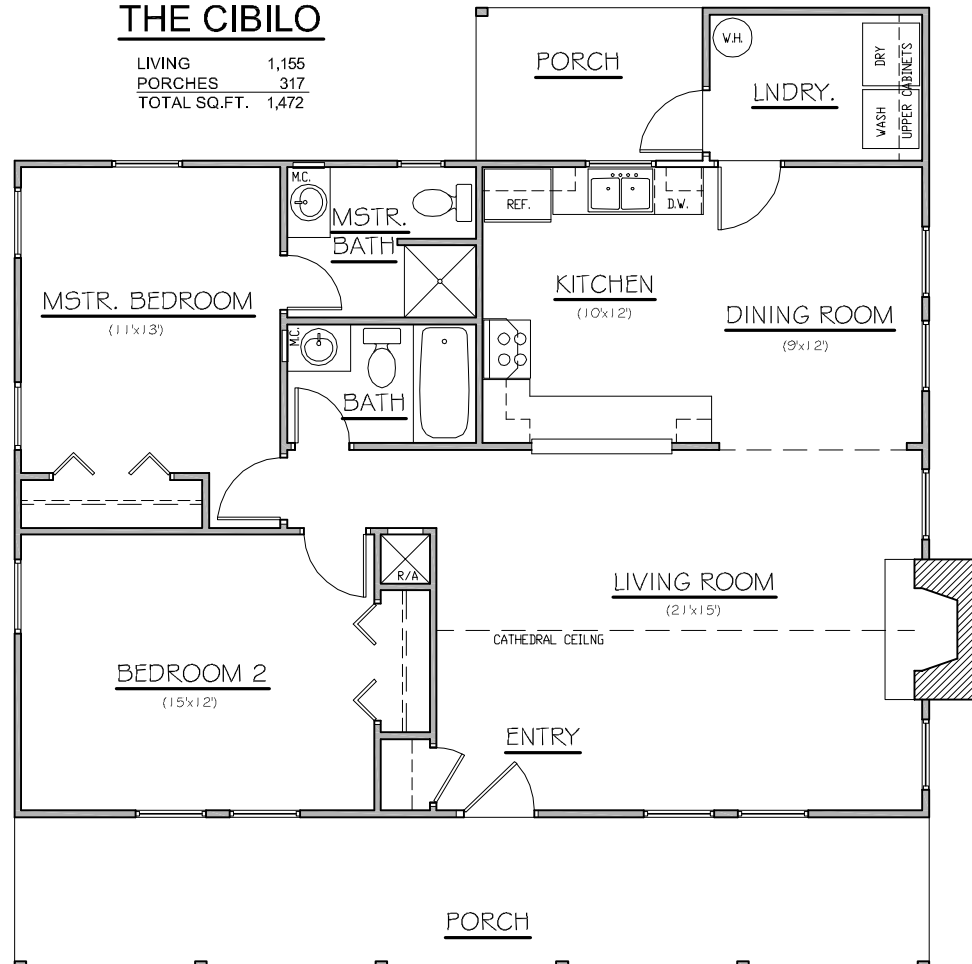 THE CIBILO
LIVING 1,155
PORCHES 317
TOTAL SQ.FT. 1,472
PORCH
W.H.
LNDRY.
DRY
WASH
UPPER CABINETS
M.C.
MSTR.
BATH
REF.
D.W.
MSTR. BEDROOM
(11'x13')
KITCHEN
(10'x12')
DINING ROOM
(9'x12')
M.C.
BATH
R/A
LIVING ROOM
(21'x15')
CATHEDRAL CEILNG
BEDROOM 2
(15'x12')
ENTRY
PORCH